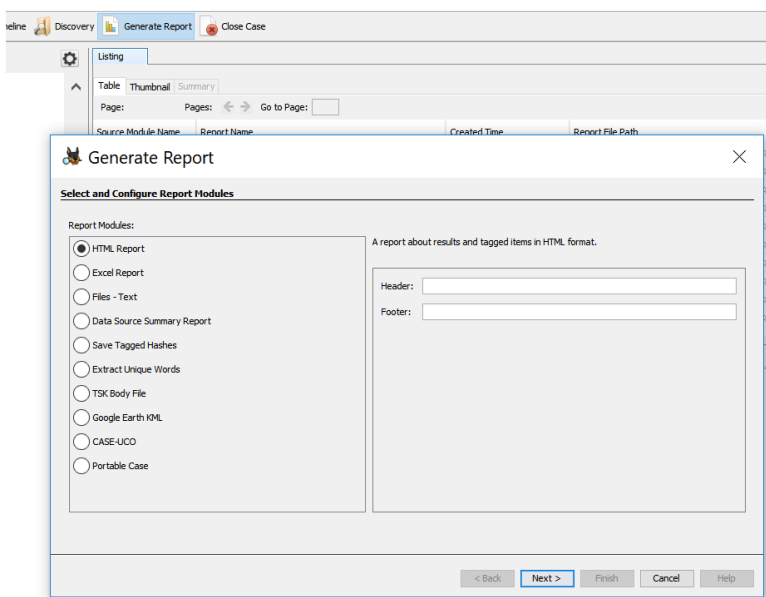 Discovery Generate Report Close Case
Listing
Table Thumbnail Summary
Page: Pages: Go to Page:
Source Module Name Report Name Created Time Report File Path
Generate Report
Select and Configure Report Modules
Report Modules:
HTML Report
A report about results and tagged items in HTML format.
Excel Report
Header:
Files - Text
Footer:
Data Source Summary Report
Save Tagged Hashes
Extract Unique Words
TSK Body File
Google Earth KML
CASE-UCO
Portable Case
< Back Next > Finish Cancel Help